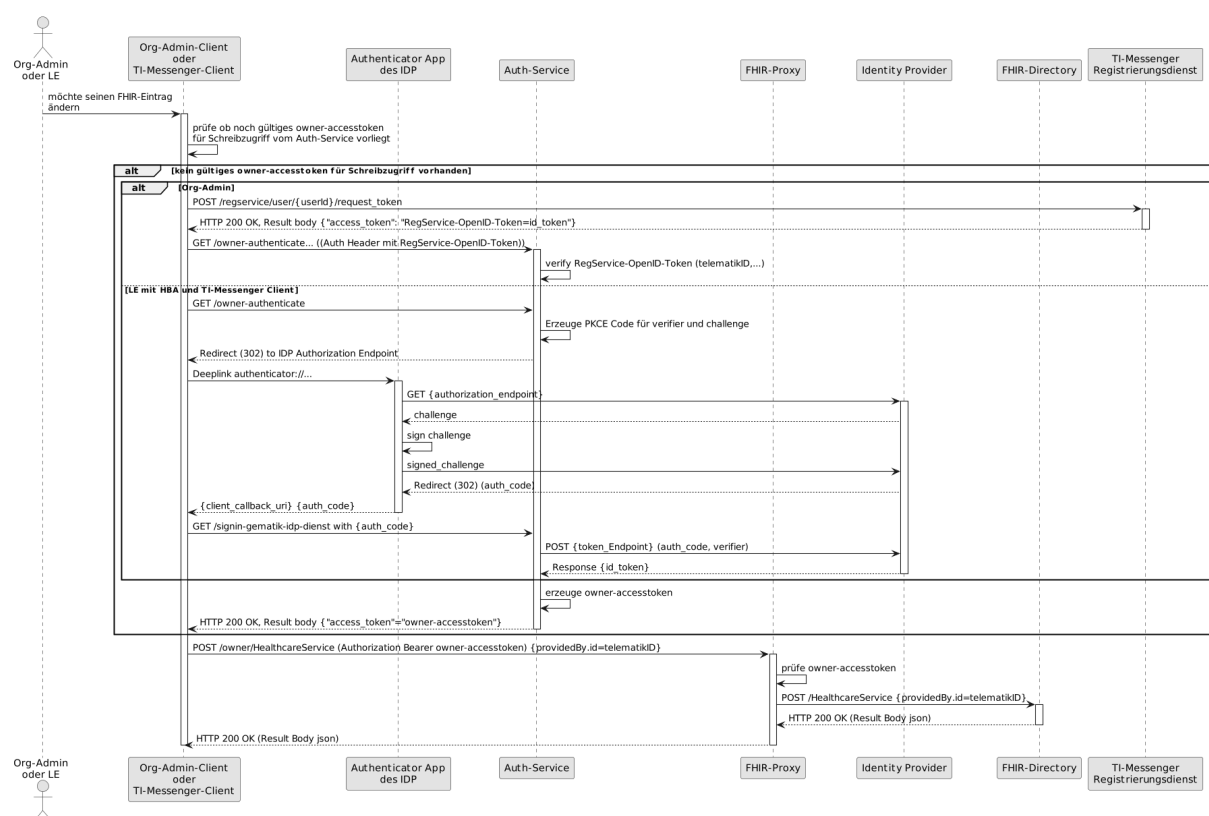 Org-Admin
oder LE
Org-Admin-Client
oder
TI-Messenger-Client
Authenticator App
des IDP
Auth-Service
FHIR-Proxy
Identity Provider
FHIR-Directory
TI-Messenger
Registrierungsdienst
möchte seinen FHIR-Eintrag
ändern
prüfe ob noch gültiges owner-accesstoken
für Schreibzugriff vom Auth-Service vorliegt
alt [kein gültiges owner-accesstoken für Schreibzugriff vorhanden]
alt [Org-Admin]
POST /regservice/user/{userId}/request_token
HTTP 200 OK, Result body {"access_token": "RegService-OpenID-Token=id_token"}
GET /owner-authenticate... ((Auth Header mit RegService-OpenID-Token))
verify RegService-OpenID-Token (telematikID,...)
[LE mit HBA und TI-Messenger Client]
GET /owner-authenticate
Erzeuge PKCE Code für verifier und challenge
Redirect (302) to IDP Authorization Endpoint
Deeplink authenticator://...
GET {authorization_endpoint}
challenge
sign challenge
signed_challenge
Redirect (302) (auth_code)
{client_callback_uri} {auth_code}
GET /signin-gematik-idp-dienst with {auth_code}
POST {token_Endpoint} (auth_code, verifier)
Response {id_token}
erzeuge owner-accesstoken
HTTP 200 OK, Result body {"access_token"="owner-accesstoken"}
POST /owner/HealthcareService (Authorization Bearer owner-accesstoken) {providedBy.id=telematikID}
prüfe owner-accesstoken
POST /HealthcareService {providedBy.id=telematikID}
HTTP 200 OK (Result Body json)
HTTP 200 OK (Result Body json)
Org-Admin
oder LE
Org-Admin-Client
oder
TI-Messenger-Client
Authenticator App
des IDP
Auth-Service
FHIR-Proxy
Identity Provider
FHIR-Directory
TI-Messenger
Registrierungsdienst